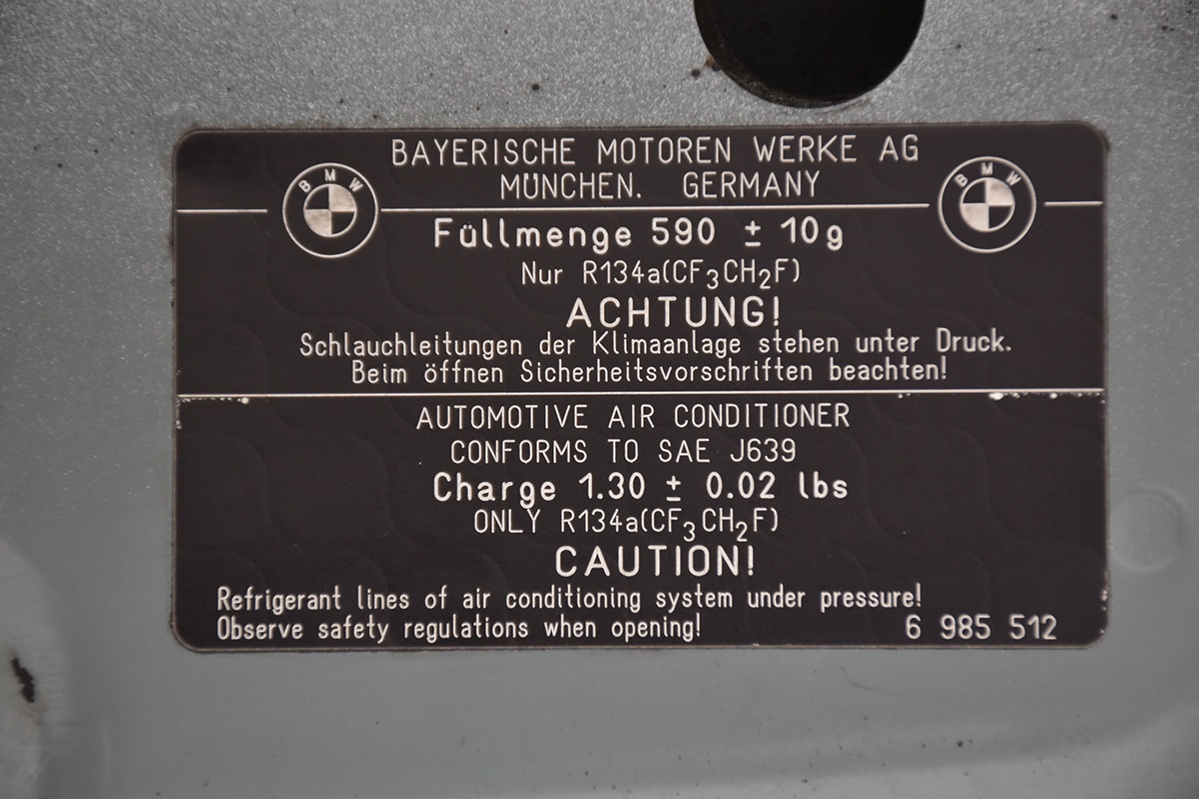 BAYERISCHE MOTOREN WERKE AG
MÜNCHEN. GERMANY
BMW
BMW
Füllmenge 590 ± 10g
Nur R134a(CF₃CH₂F)
ACHTUNG!
Schlauchleitungen der Klimaanlage stehen unter Druck.
Beim öffnen Sicherheitsvorschriften beachten!
AUTOMOTIVE AIR CONDITIONER
CONFORMS TO SAE J639
Charge 1.30 ± 0.02 lbs
ONLY R134a(CF₃CH₂F)
CAUTION!
Refrigerant lines of air conditioning system under pressure!
Observe safety regulations when opening! 6 985 512